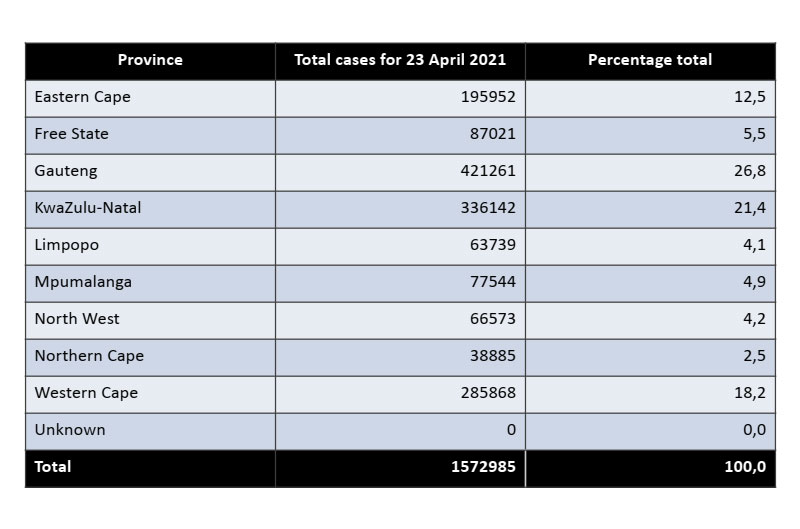 Province Total cases for 23 April 2021 Percentage total
Eastern Cape 195952 12,5
Free State 87021 5,5
Gauteng 421261 26,8
KwaZulu-Natal 336142 21,4
Limpopo 63739 4,1
Mpumalanga 77544 4,9
North West 66573 4,2
Northern Cape 38885 2,5
Western Cape 285868 18,2
Unknown 0 0,0
Total 1572985 100,0